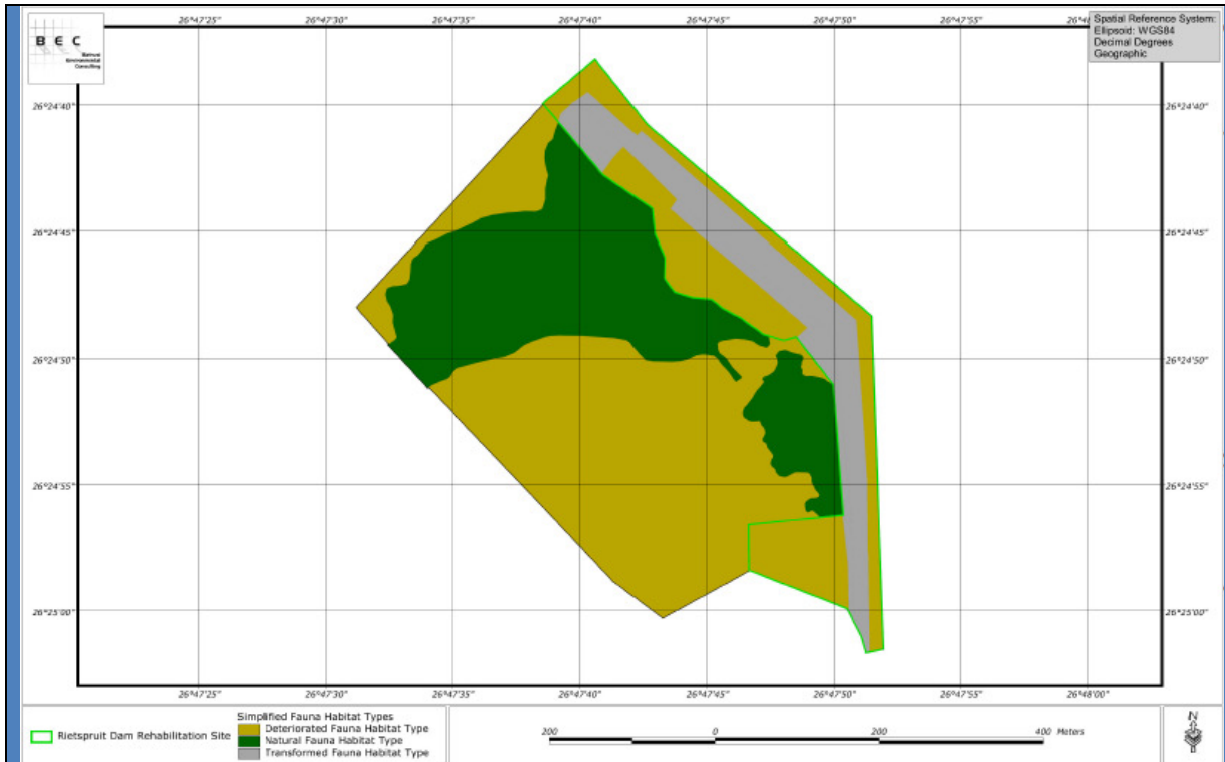 26°47'25" 26°47'30" 26°47'35" 26°47'40" 26°47'45" 26°47'50" 26°47'55"
B E C
Environmental
Consulting
Spatial Reference System:
Ellipsoid: WGS84
Decimal Degrees
Geographic
26°24'40" 26°24'40"
26°24'45" 26°24'45"
26°24'50" 26°24'50"
26°24'55" 26°24'55"
26°25'00" 26°25'00"
26°47'25" 26°47'30" 26°47'35" 26°47'40" 26°47'45" 26°47'50" 26°47'55" 26°48'00"
Rietspruit Dam Rehabilitation Site
Simplified Fauna Habitat Types
Deteriorated Fauna Habitat Type
Natural Fauna Habitat Type
Transformed Fauna Habitat Type
200 0 200 400 Meters
N